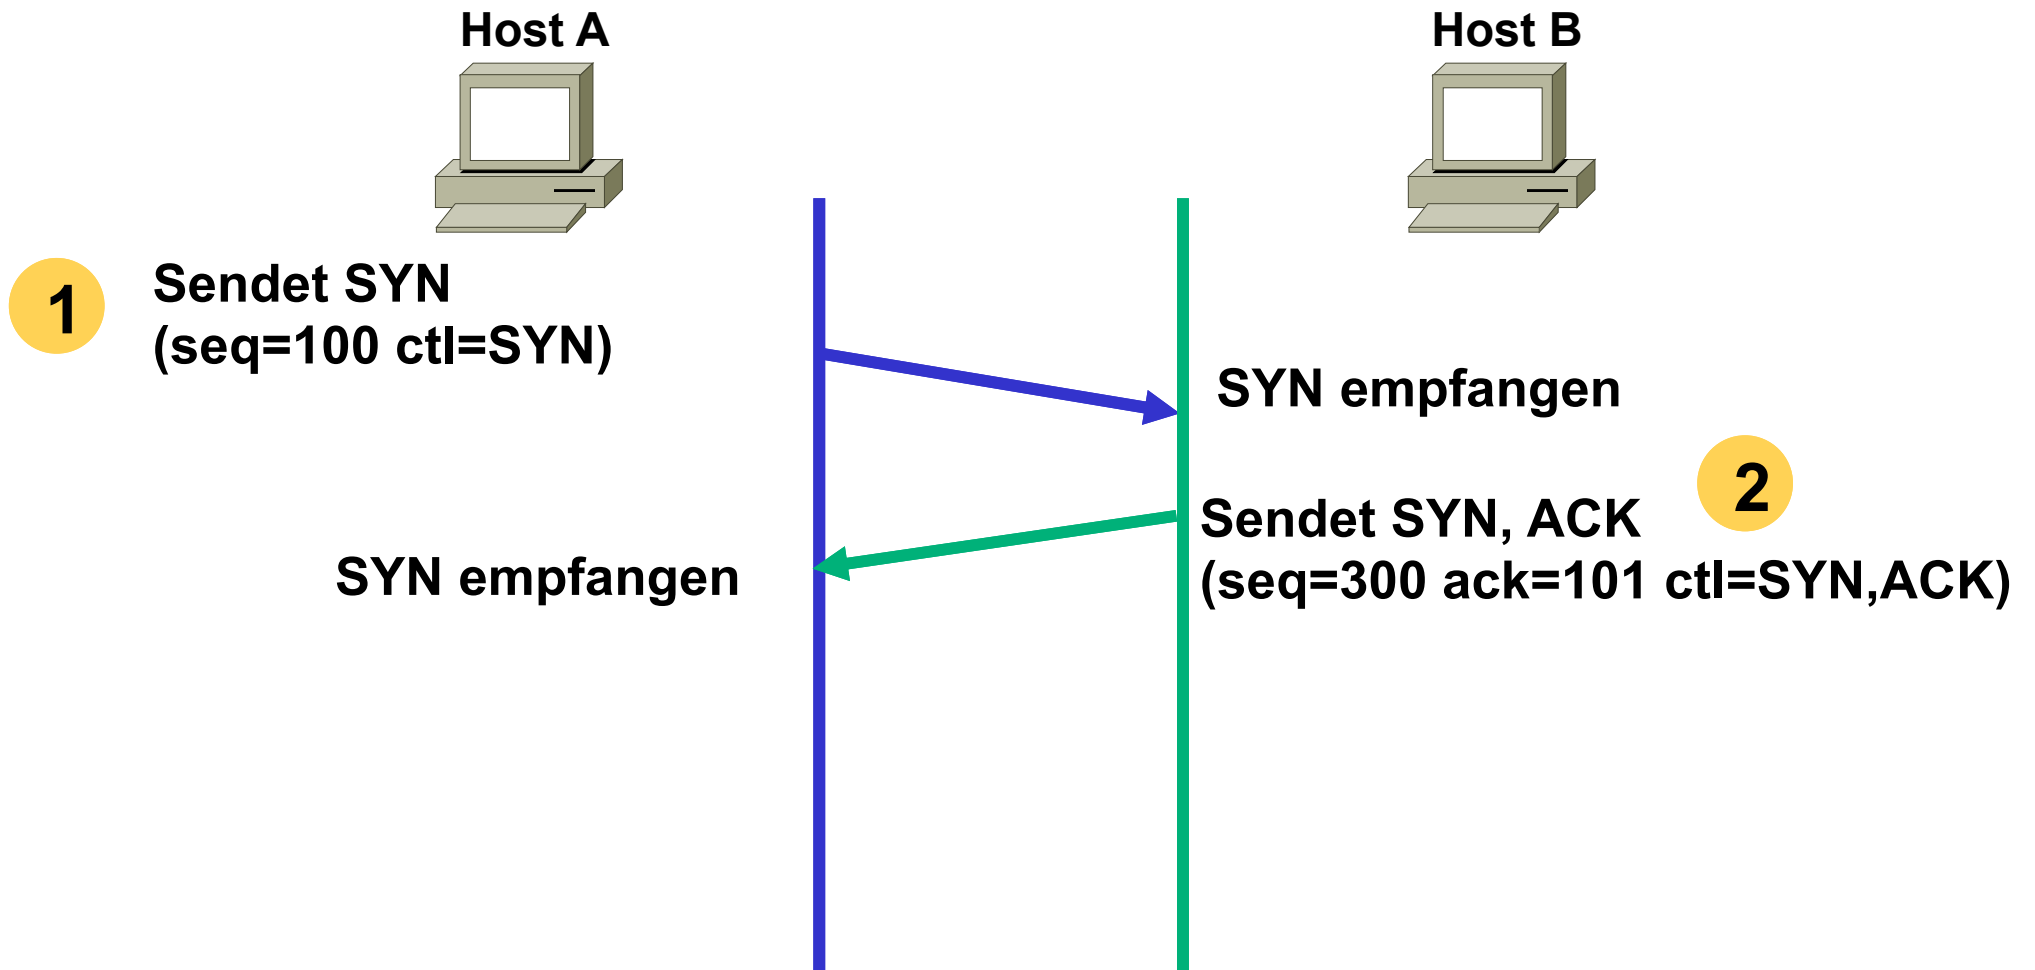 Host A
Host B
1
Sendet SYN
(seq=100 ctl=SYN)
SYN empfangen
2
Sendet SYN, ACK
(seq=300 ack=101 ctl=SYN,ACK)
SYN empfangen